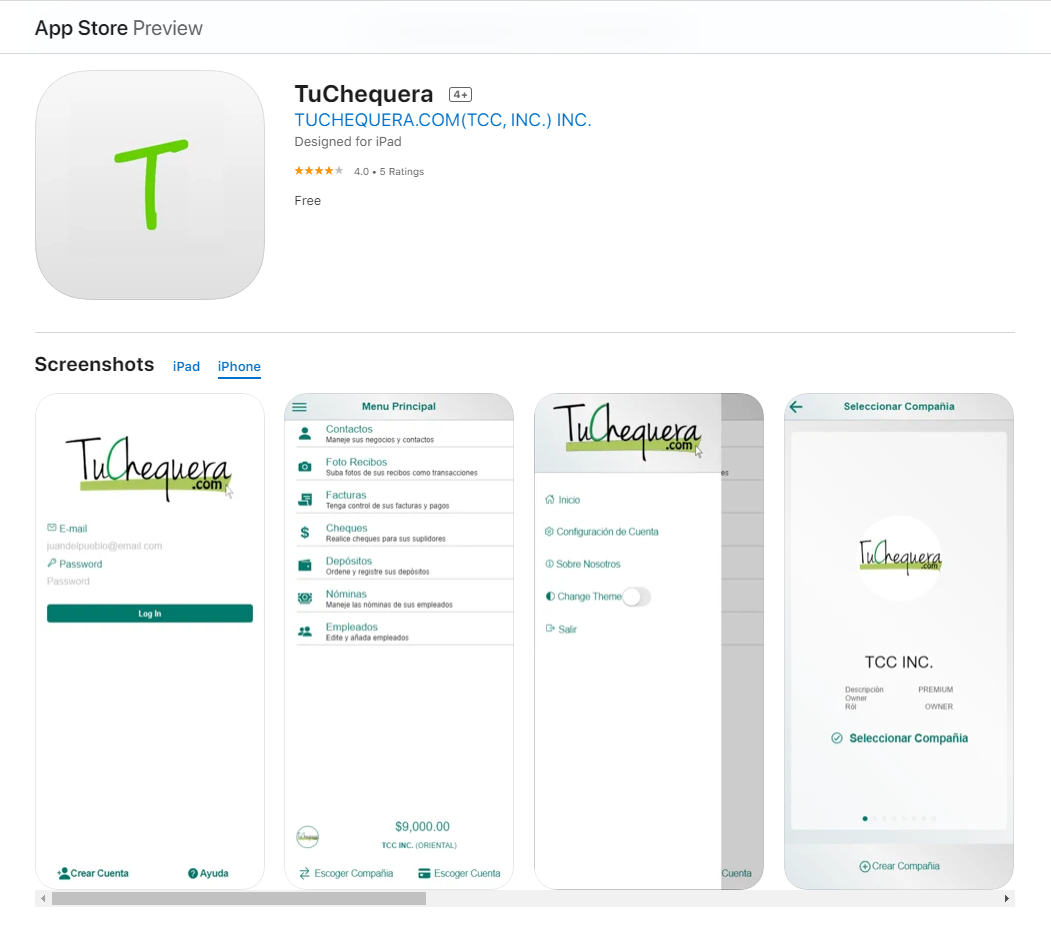 App Store Preview
T
TuChequera 4+
TUCHEQUERA.COM(TCC, INC.) INC.
Designed for iPad
4.0 • 5 Ratings
Free
Screenshots iPad iPhone
TuChequera
.com
E-mail
juandelpueblo@email.com
Password
Password
Log In
Crear Cuenta Ayuda
Menu Principal
Contactos
Maneje sus negocios y contactos
Foto Recibos
Suba fotos de sus recibos como transacciones
Facturas
Tenga control de sus facturas y pagos
Cheques
Realice cheques para sus suplidores
Depósitos
Ordene y registre sus depósitos
Nóminas
Maneje las nóminas de sus empleados
Empleados
Edite y añada empleados
$9,000.00
TCC INC. (ORIENTAL)
Escoger Compañia Escoger Cuenta
TuChequera
.com
es
Inicio
Configuración de Cuenta
Sobre Nosotros
Change Theme
Salir
Cuenta
Seleccionar Compañia
TuChequera
.com
TCC INC.
Descripción PREMIUM
Owner
Ról OWNER
Seleccionar Compañia
Crear Compañia